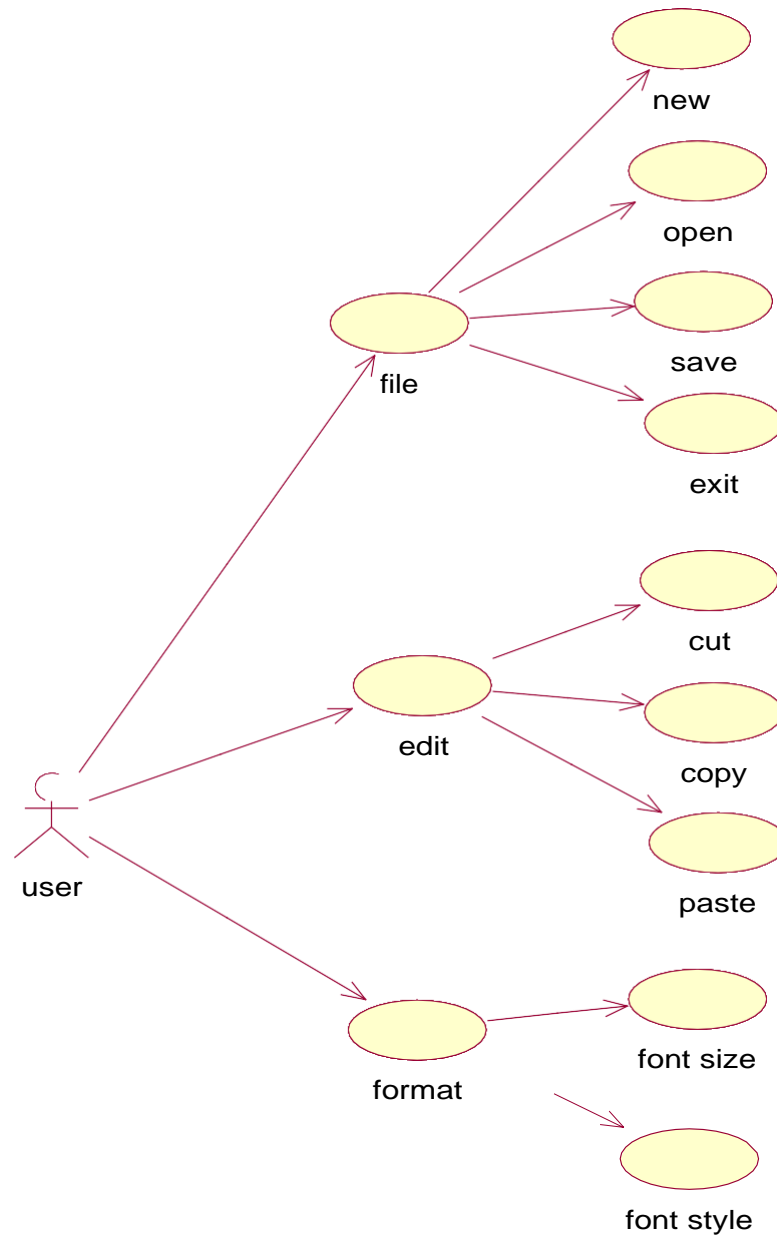 new
open
save
file
exit
cut
edit
copy
user
paste
font size
format
font style